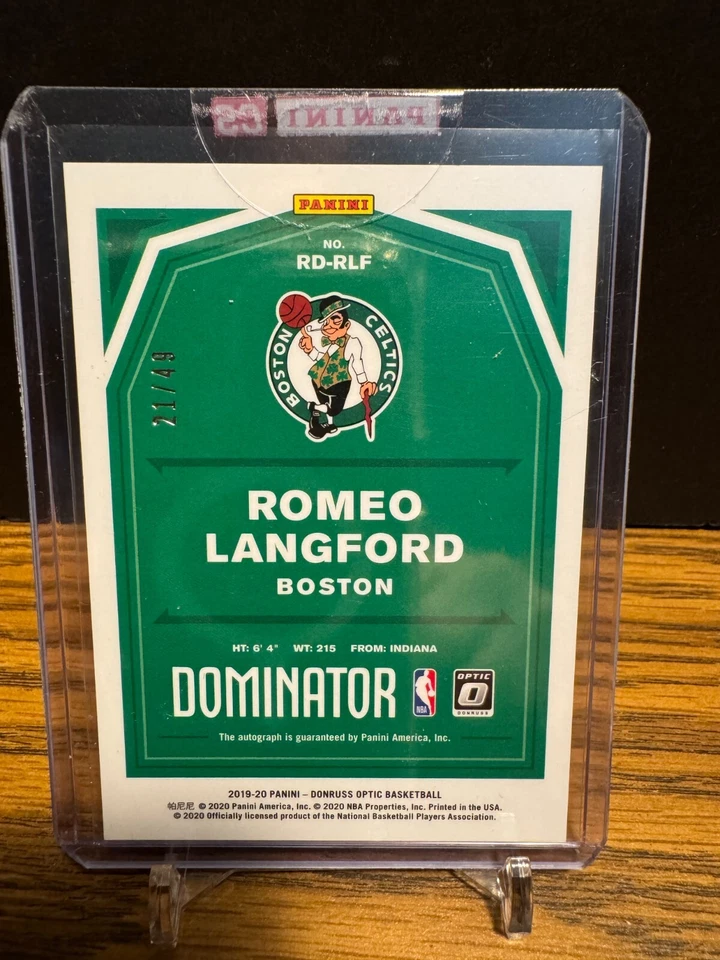 PANINI
PANINI
NO.
RD-RLF
BOSTON CELTICS
21/49
ROMEO
LANGFORD
BOSTON
HT: 6' 4" WT: 215 FROM: INDIANA
DOMINATOR
NBA
OPTIC
DONRUSS
The autograph is guaranteed by Panini America, Inc.
2019-20 PANINI – DONRUSS OPTIC BASKETBALL
帕尼尼 © 2020 Panini America, Inc. © 2020 NBA Properties, Inc. Printed in the USA.
© 2020 Officially licensed product of the National Basketball Players Association.